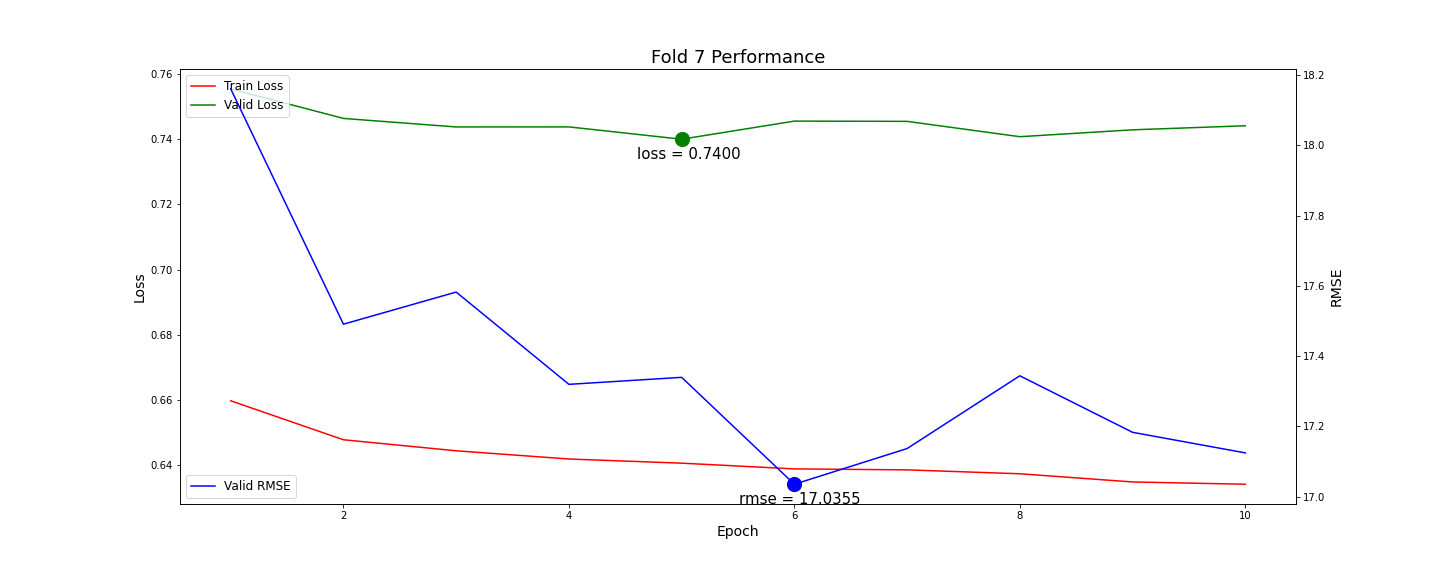 Fold 7 Performance
Train Loss
Valid Loss
Valid RMSE
loss = 0.7400
rmse = 17.0355
0.76
0.74
0.72
0.70
0.68
0.66
0.64
Loss
18.2
18.0
17.8
17.6
17.4
17.2
17.0
RMSE
2 4 6 8 10
Epoch